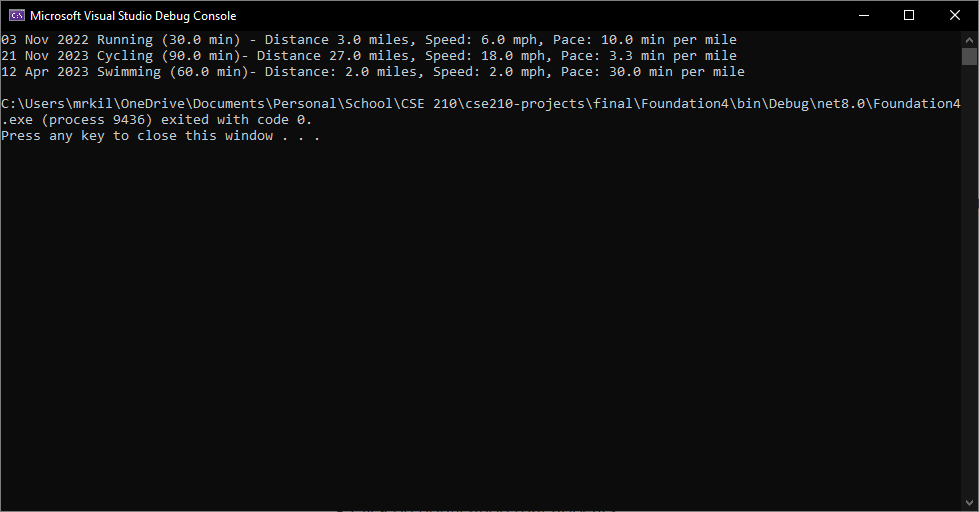 Microsoft Visual Studio Debug Console
03 Nov 2022 Running (30.0 min) - Distance 3.0 miles, Speed: 6.0 mph, Pace: 10.0 min per mile
21 Nov 2023 Cycling (90.0 min)- Distance 27.0 miles, Speed: 18.0 mph, Pace: 3.3 min per mile
12 Apr 2023 Swimming (60.0 min)- Distance: 2.0 miles, Speed: 2.0 mph, Pace: 30.0 min per mile
C:\Users\mrkil\OneDrive\Documents\Personal\School\CSE 210\cse210-projects\final\Foundation4\bin\Debug\net8.0\Foundation4
.exe (process 9436) exited with code 0.
Press any key to close this window . . .